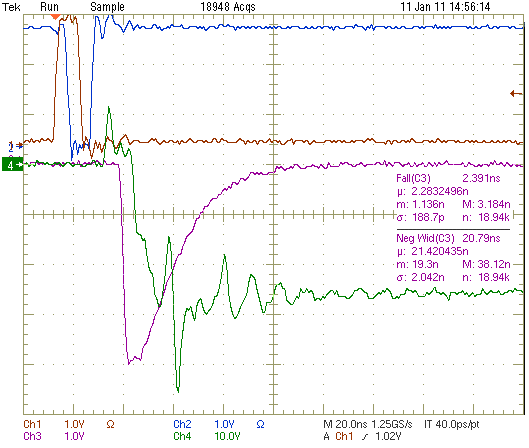 Tek Run Sample 18948 Acqs 11 Jan 11 14:56:14
2
4
Fall(C3) 2.391ns
µ: 2.2832496n
m: 1.136n M: 3.184n
σ: 188.7p n: 18.94k
Neg Wid(C3) 20.79ns
µ: 21.420435n
m: 19.3n M: 38.12n
σ: 2.042n n: 18.94k
Ch1 1.0V Ω Ch2 1.0V Ω M 20.0ns 1.25GS/s IT 40.0ps/pt
Ch3 1.0V Ch4 10.0V A Ch1 ∕ 1.02V